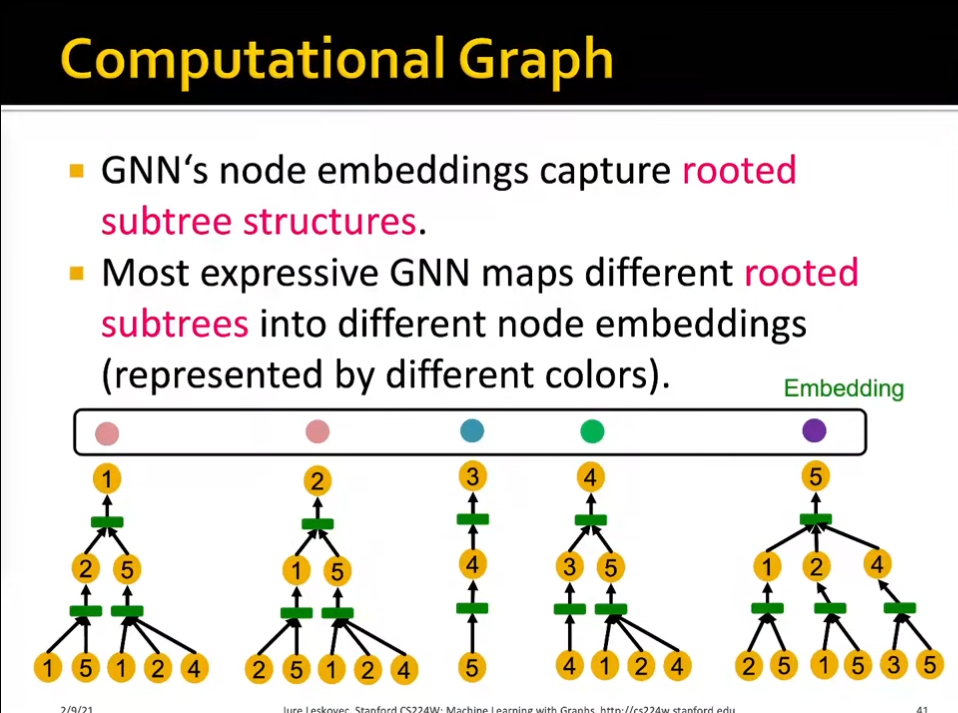 Computational Graph
GNN‘s node embeddings capture rooted
subtree structures.
Most expressive GNN maps different rooted
subtrees into different node embeddings
(represented by different colors).
Embedding
1 2 3 4 5
2 5 1 5 4 3 5 1 2 4
1 5 1 2 4 2 5 1 2 4 5 4 1 2 4 2 5 1 5 3 5
2/9/21 Jure Leskovec, Stanford CS224W: Machine Learning with Graphs, http://cs224w.stanford.edu 41